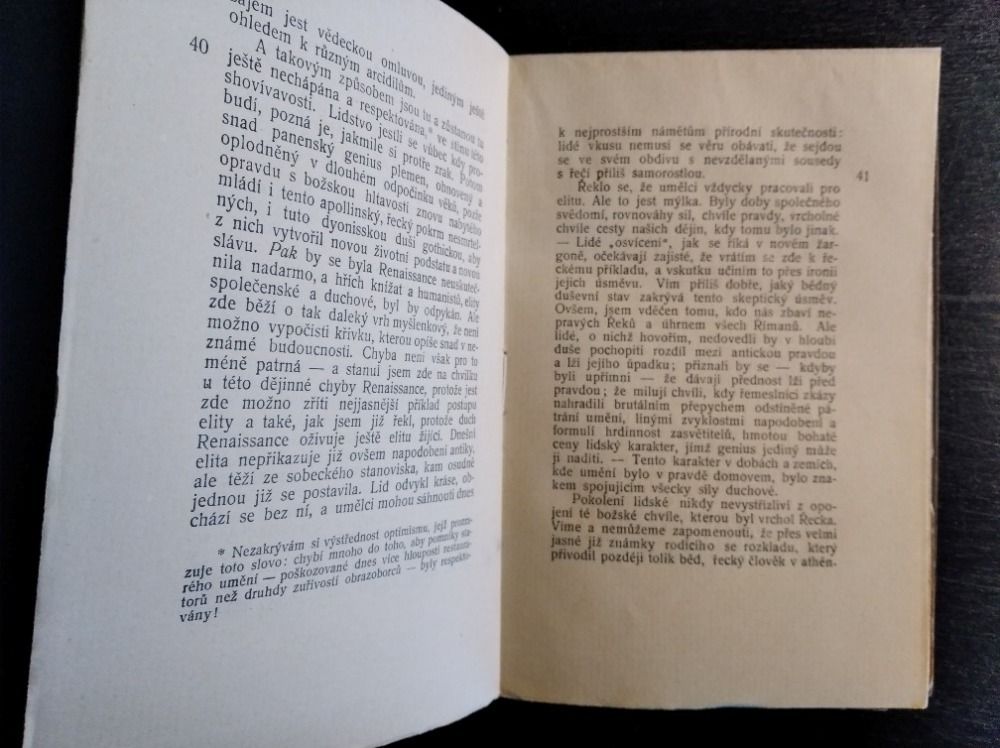 zájem jest vědeckou omluvou, jediným ještě
ohledem k různým arcidílům.
40
A takovým způsobem jsou tu a zůstanou tu
ještě nechápána a respektována,* ve stínu této
shovívavosti. Lidstvo jestli se vůbec kdy pro-
budí, pozná je, jakmile si protře zrak. Potom
snad panenský genius plemen, obnovený a
oplodněný v dlouhém odpočinku věků, pozře
opravdu s božskou hltavostí znovu nabytého
mládí i tento apollinský, řecký pokrm nesmrtel-
ných, i tuto dyonisskou duši gothickou, aby
z nich vytvořil novou životní podstatu a novou
slávu. Pak by se byla Renaissance neuskuteč-
nila nadarmo, a hřích knížat a humanistů, elity
společenské a duchové, byl by odpykán. Ale
zde běží o tak daleký vrh myšlenkový, že není
možno vypočísti křivku, kterou opíše snad v ne-
známé budoucnosti. Chyba není však pro to
méně patrná — a stanul jsem zde na chvilku
u této dějinné chyby Renaissance, protože jest
zde možno zříti nejjasnější příklad postupu
elity a také, jak jsem již řekl, protože duch
Renaissance oživuje ještě elitu žijící. Dnešní
elita nepřikazuje již ovšem napodobení antiky,
ale těží ze sobeckého stanoviska, kam osudně
jednou již se postavila. Lid odvykl kráse, ob-
chází se bez ní, a umělci mohou sáhnouti dnes
* Nezakrývám si výstřednost optimismu, jejž prozra-
zuje toto slovo: chybí mnoho do toho, aby pomníky sta-
rého umění — poškozované dnes více hloupostí restaurá-
torů než druhdy zuřivostí obrazoborců — byly respekto-
vány!
k nejprostším námětům přírodní skutečnosti:
lidé vkusu nemusí se věru obávati, že sejdou
se ve svém obdivu s nevzdělanými sousedy
s řečí příliš samorostlou.
41
Řeklo se, že umělci vždycky pracovali pro
elitu. Ale to jest mýlka. Byly doby společného
svědomí, rovnováhy sil, chvíle pravdy, vrcholné
chvíle cesty našich dějin, kdy tomu bylo jinak.
— Lidé „osvícení", jak se říká v novém žar-
goně, očekávají zajisté, že vrátím se zde k ře-
ckému příkladu, a vskutku učiním to přes ironii
jejich úsměvu. Vím příliš dobře, jaký bědný
duševní stav zakrývá tento skeptický úsměv.
Ovšem, jsem vděčen tomu, kdo nás zbaví ne-
pravých Řeků a úhrnem všech Římanů. Ale
lidé, o nichž hovořím, nedovedli by v hloubi
duše pochopiti rozdíl mezi antickou pravdou
a lží jejího úpadku; přiznali by se — kdyby
byli upřímni — že dávají přednost lži před
pravdou; že milují chvíli, kdy řemeslníci zkázy
nahradili brutálním přepychem odstíněné pá-
trání umění, línými zvyklostmi napodobení a
formulí hrdinnost zasvětitelů, hmotou bohaté
ceny lidský karakter, jímž genius jediný může
ji nadíti. — Tento karakter v dobách a zemích,
kde umění bylo v pravdě domovem, bylo zna-
kem spojujícím všecky síly duchové.
Pokolení lidské nikdy nevystřízliví z opo-
jení té božské chvíle, kterou byl vrchol Řecka.
Víme a nemůžeme zapomenouti, že přes velmi
jasné již známky rodícího se rozkladu, který
přivodil později tolik běd, řecký člověk v athén-